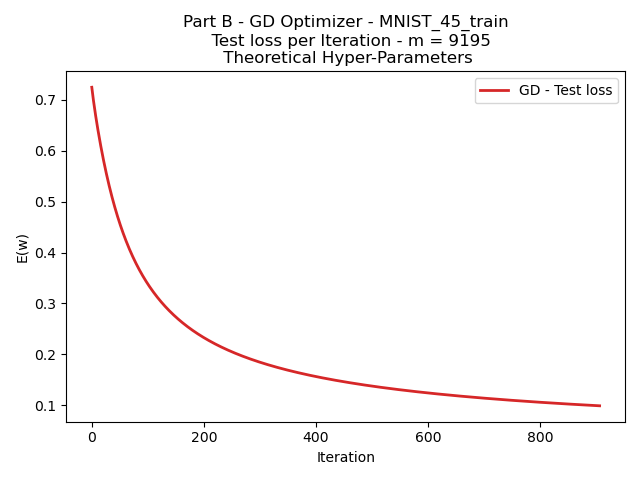 Part B - GD Optimizer - MNIST_45_train
Test loss per Iteration - m = 9195
Theoretical Hyper-Parameters
GD - Test loss
0.7
0.6
0.5
0.4
0.3
0.2
0.1
E(w)
0 200 400 600 800
Iteration